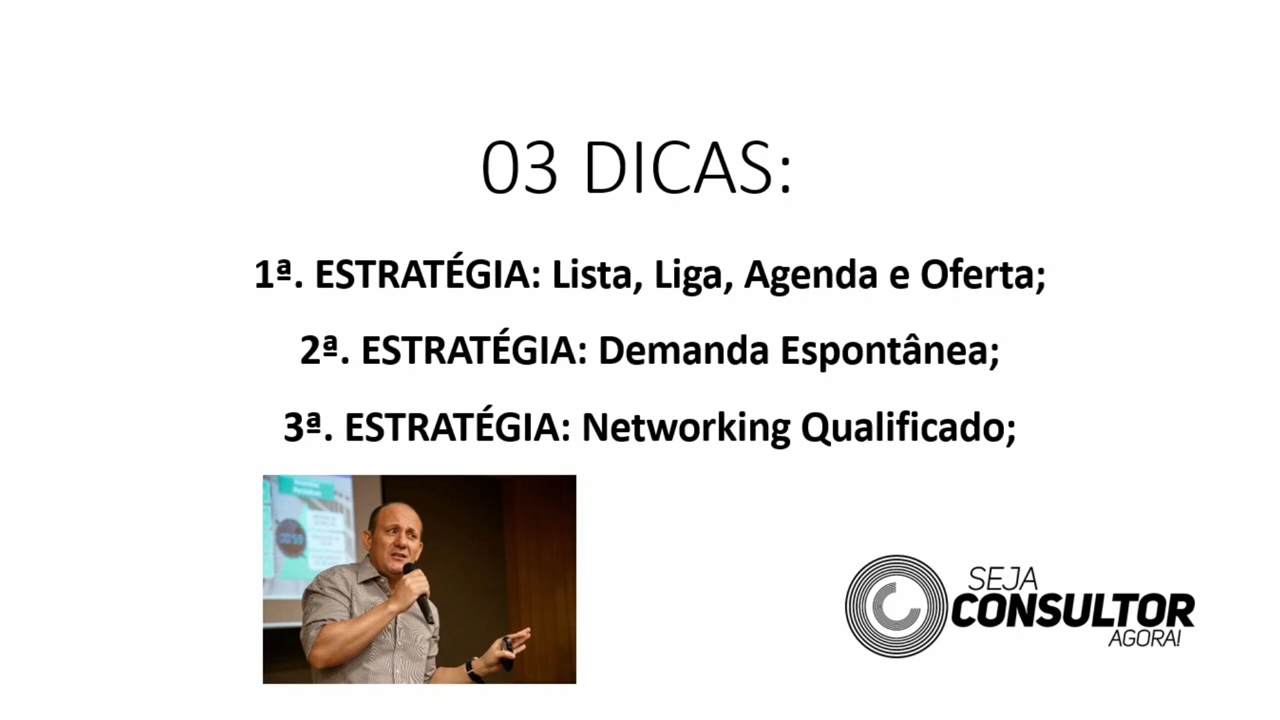 03 DICAS:
1ª. ESTRATÉGIA: Lista, Liga, Agenda e Oferta;
2ª. ESTRATÉGIA: Demanda Espontânea;
3ª. ESTRATÉGIA: Networking Qualificado;
SEJA
CONSULTOR
AGORA!